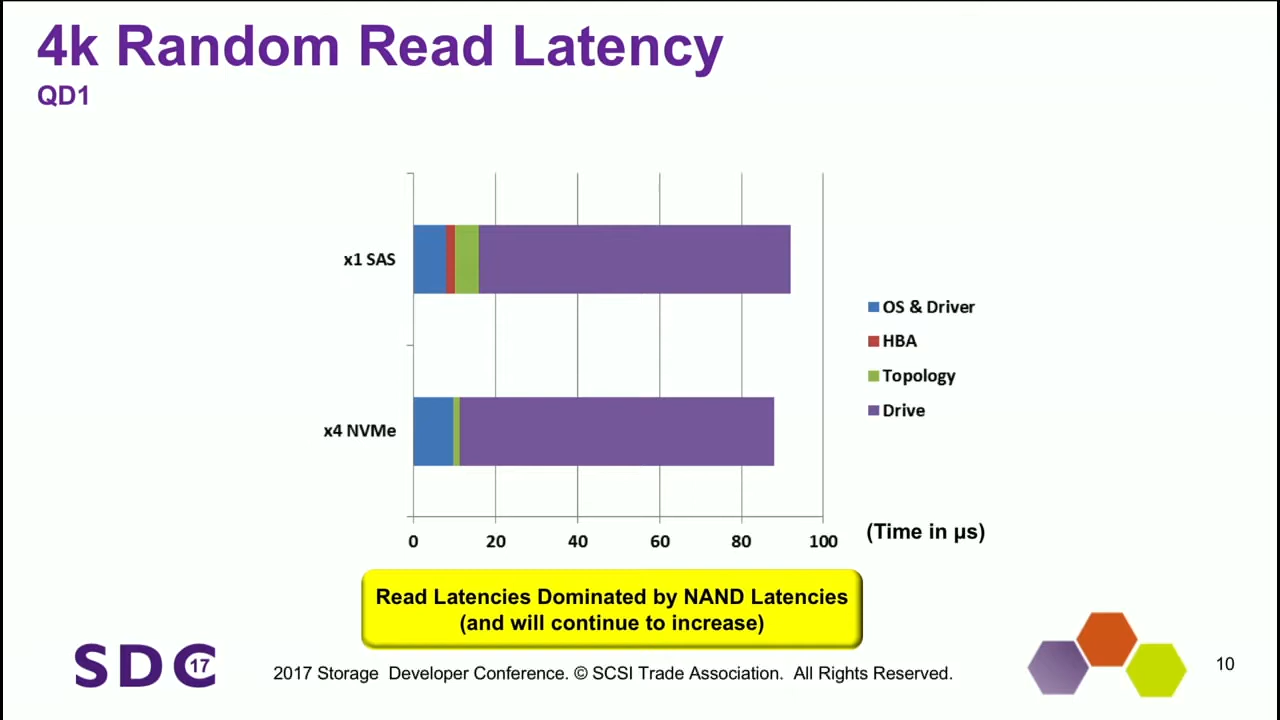 4k Random Read Latency
QD1
x1 SAS
x4 NVMe
0 20 40 60 80 100
(Time in µs)
OS & Driver
HBA
Topology
Drive
Read Latencies Dominated by NAND Latencies
(and will continue to increase)
SDC 17
2017 Storage Developer Conference. © SCSI Trade Association. All Rights Reserved.
10